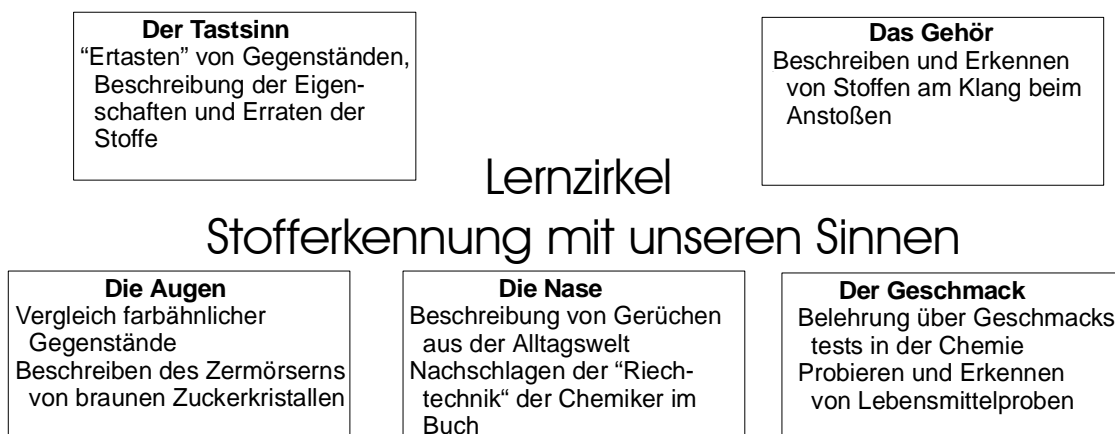 Der Tastsinn
“Ertasten” von Gegenständen,
Beschreibung der Eigen-
schaften und Erraten der
Stoffe
Das Gehör
Beschreiben und Erkennen
von Stoffen am Klang beim
Anstoßen
Lernzirkel
Stofferkennung mit unseren Sinnen
Die Augen
Vergleich farbähnlicher
Gegenstände
Beschreiben des Zermörserns
von braunen Zuckerkristallen
Die Nase
Beschreibung von Gerüchen
aus der Alltagswelt
Nachschlagen der “Riech-
technik“ der Chemiker im
Buch
Der Geschmack
Belehrung über Geschmacks
tests in der Chemie
Probieren und Erkennen
von Lebensmittelproben